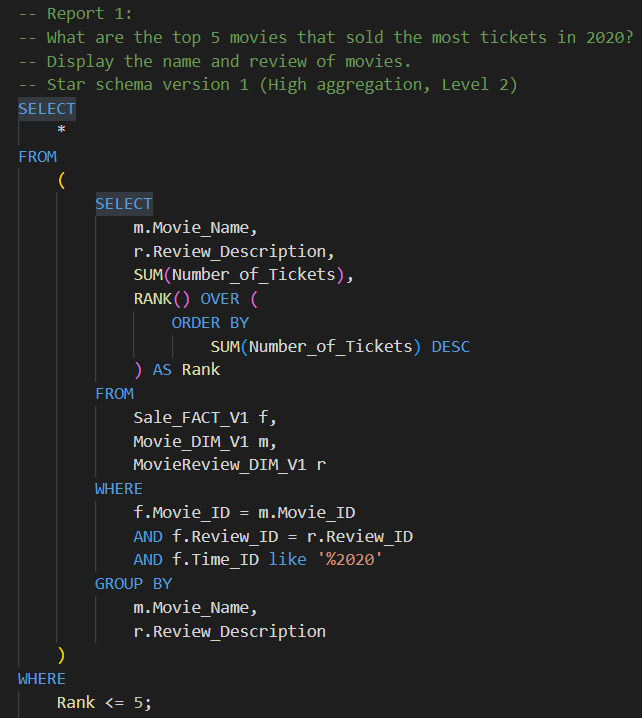 -- Report 1:
-- What are the top 5 movies that sold the most tickets in 2020?
-- Display the name and review of movies.
-- Star schema version 1 (High aggregation, Level 2)
SELECT
    *
FROM
    (
        SELECT
            m.Movie_Name,
            r.Review_Description,
            SUM(Number_of_Tickets),
            RANK() OVER (
                ORDER BY
                    SUM(Number_of_Tickets) DESC
            ) AS Rank
        FROM
            Sale_FACT_V1 f,
            Movie_DIM_V1 m,
            MovieReview_DIM_V1 r
        WHERE
            f.Movie_ID = m.Movie_ID
            AND f.Review_ID = r.Review_ID
            AND f.Time_ID like '%2020'
        GROUP BY
            m.Movie_Name,
            r.Review_Description
    )
WHERE
    Rank <= 5;